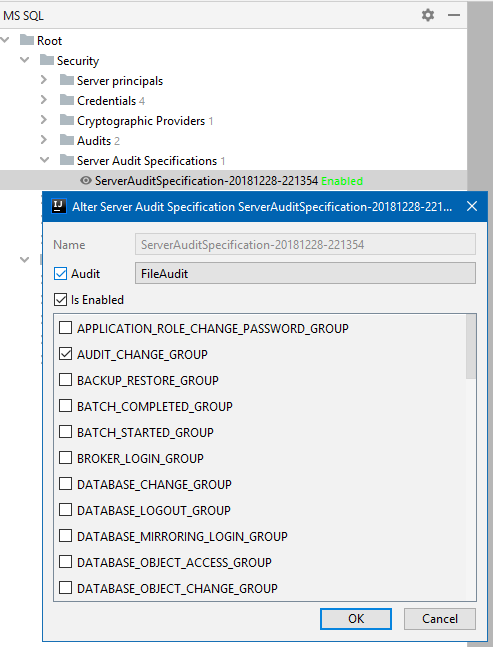 MS SQL
Root
Security
Server principals
Credentials 4
Cryptographic Providers 1
Audits 2
Server Audit Specifications 1
ServerAuditSpecification-20181228-221354 Enabled
IJ Alter Server Audit Specification ServerAuditSpecification-20181228-221...
Name ServerAuditSpecification-20181228-221354
Audit FileAudit
Is Enabled
APPLICATION_ROLE_CHANGE_PASSWORD_GROUP
AUDIT_CHANGE_GROUP
BACKUP_RESTORE_GROUP
BATCH_COMPLETED_GROUP
BATCH_STARTED_GROUP
BROKER_LOGIN_GROUP
DATABASE_CHANGE_GROUP
DATABASE_LOGOUT_GROUP
DATABASE_MIRRORING_LOGIN_GROUP
DATABASE_OBJECT_ACCESS_GROUP
DATABASE_OBJECT_CHANGE_GROUP
OK Cancel